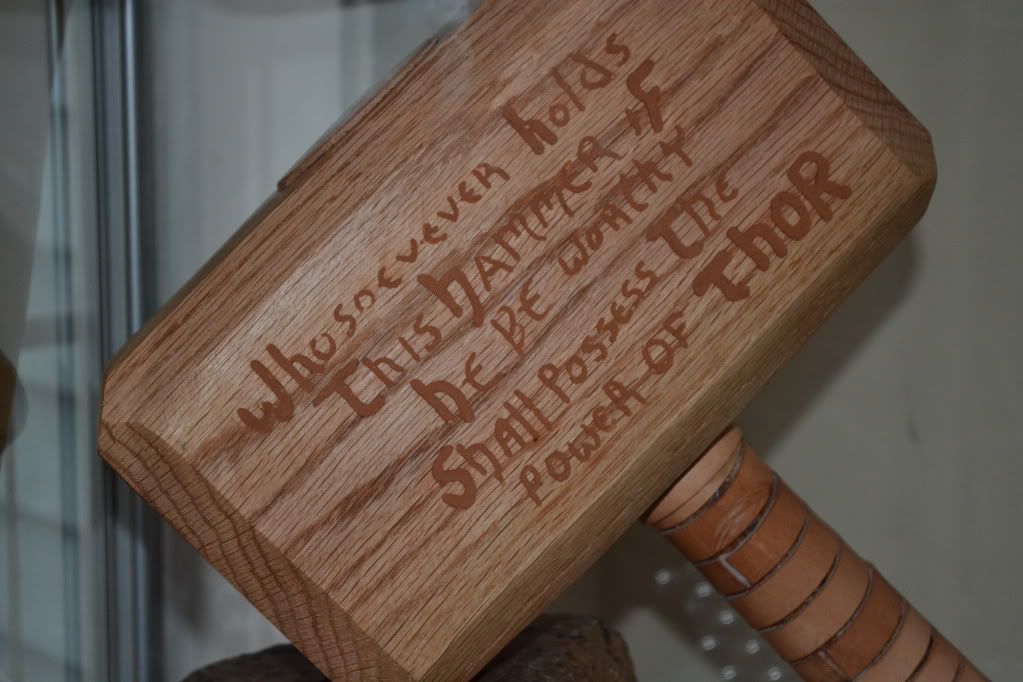 Whosoever holds
This hAMMER iF
hE BE WORThy
Shall Possess The
POWER OF ThOR